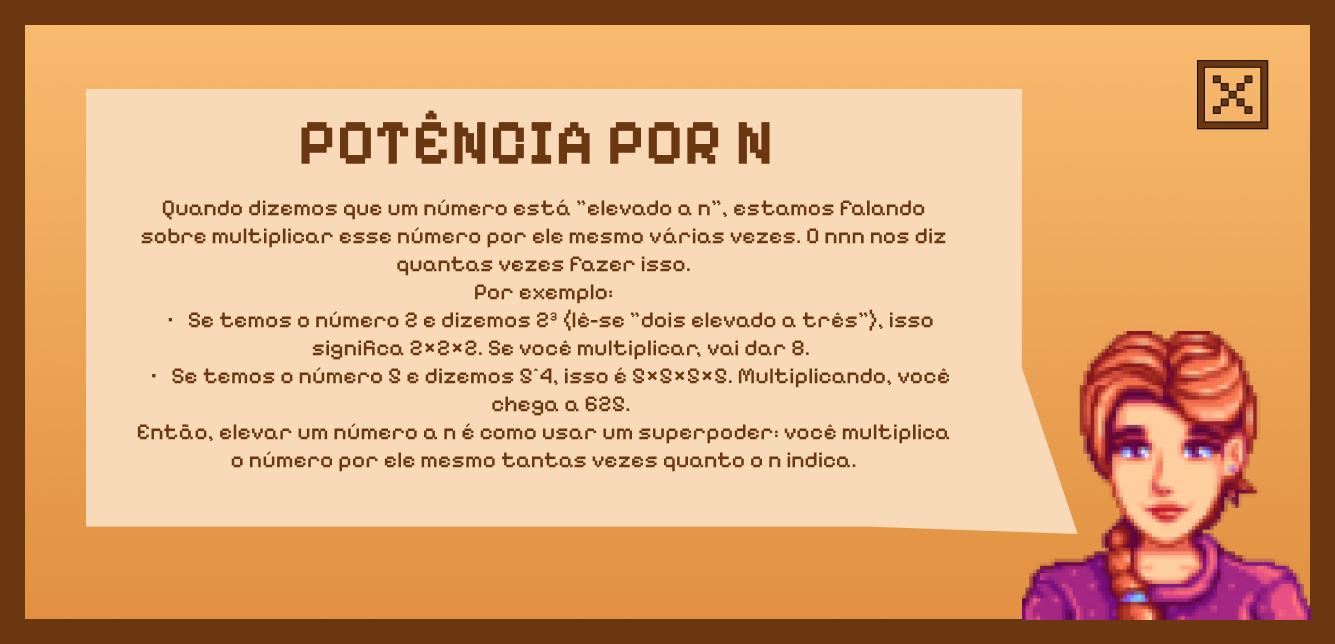 POTÊNCIA POR N
Quando dizemos que um número está "elevado a n", estamos falando
sobre multiplicar esse número por ele mesmo várias vezes. O nnn nos diz
quantas vezes fazer isso.
Por exemplo:
• Se temos o número 2 e dizemos 2³ (lê-se "dois elevado a três"), isso
significa 2×2×2. Se você multiplicar, vai dar 8.
• Se temos o número 5 e dizemos 5^4, isso é 5×5×5×5. Multiplicando, você
chega a 625.
Então, elevar um número a n é como usar um superpoder: você multiplica
o número por ele mesmo tantas vezes quanto o n indica.